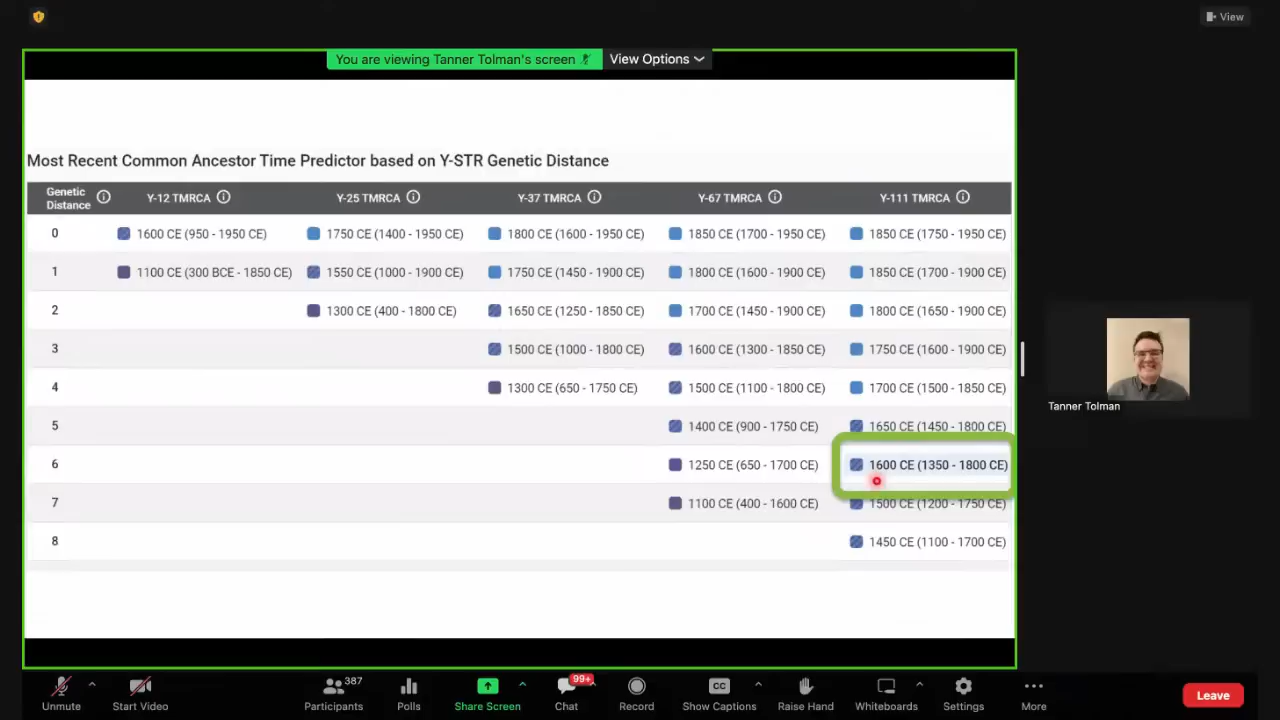 View
You are viewing Tanner Tolman's screen View Options
Most Recent Common Ancestor Time Predictor based on Y-STR Genetic Distance
Genetic Distance Y-12 TMRCA Y-25 TMRCA Y-37 TMRCA Y-67 TMRCA Y-111 TMRCA
0 1600 CE (950 - 1950 CE) 1750 CE (1400 - 1950 CE) 1800 CE (1600 - 1950 CE) 1850 CE (1700 - 1950 CE) 1850 CE (1750 - 1950 CE)
1 1100 CE (300 BCE - 1850 CE) 1550 CE (1000 - 1900 CE) 1750 CE (1450 - 1900 CE) 1800 CE (1600 - 1900 CE) 1850 CE (1700 - 1900 CE)
2 1300 CE (400 - 1800 CE) 1650 CE (1250 - 1850 CE) 1700 CE (1450 - 1900 CE) 1800 CE (1650 - 1900 CE)
3 1500 CE (1000 - 1800 CE) 1600 CE (1300 - 1850 CE) 1750 CE (1600 - 1900 CE)
4 1300 CE (650 - 1750 CE) 1500 CE (1100 - 1800 CE) 1700 CE (1500 - 1850 CE)
5 1400 CE (900 - 1750 CE) 1650 CE (1450 - 1800 CE)
6 1250 CE (650 - 1700 CE) 1600 CE (1350 - 1800 CE)
7 1100 CE (400 - 1600 CE) 1500 CE (1200 - 1750 CE)
8 1450 CE (1100 - 1700 CE)
Tanner Tolman
387 99+ CC
Unmute Start Video Participants Polls Share Screen Chat Record Show Captions Raise Hand Whiteboards Settings More Leave